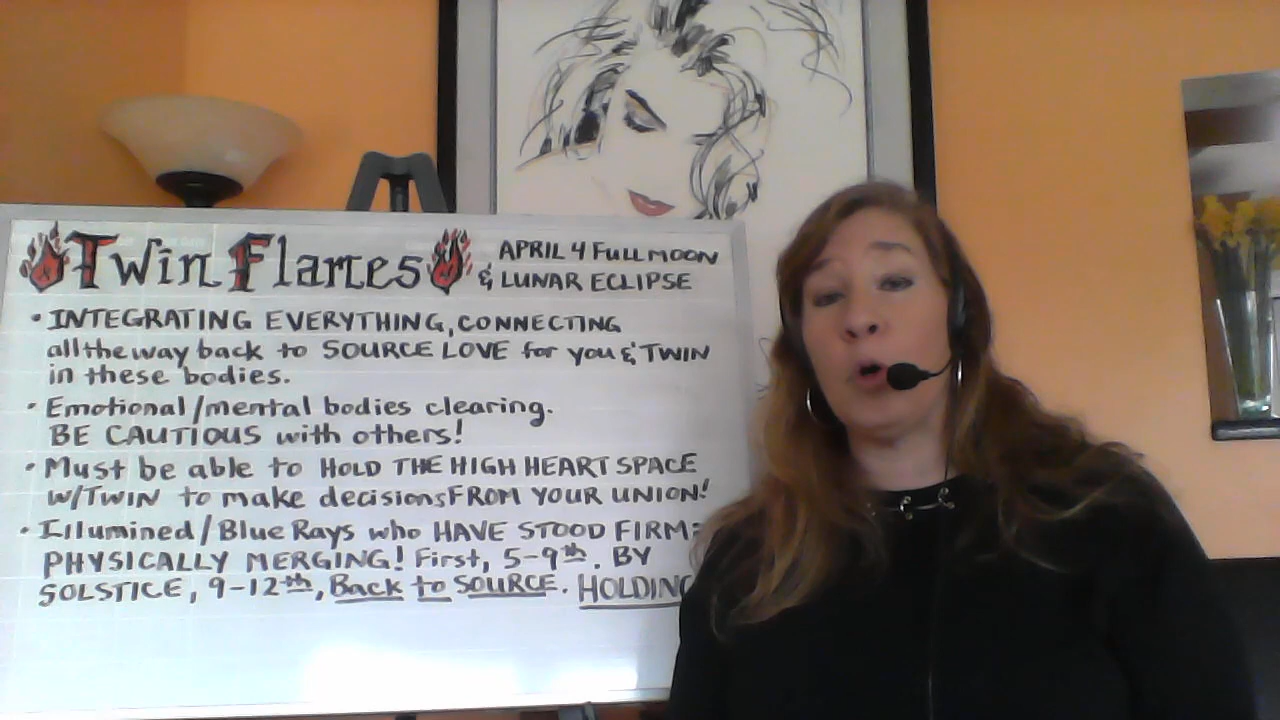 Twin Flames
APRIL 4 FULL MOON
& LUNAR ECLIPSE
• INTEGRATING EVERYTHING, CONNECTING
all the way back to SOURCE LOVE for you & TWIN
in these bodies.
• Emotional/mental bodies clearing.
BE CAUTIOUS with others!
• Must be able to HOLD THE HIGH HEART SPACE
w/TWIN to make decisions FROM YOUR UNION!
• Illumined/Blue Rays who HAVE STOOD FIRM=
PHYSICALLY MERGING! First, 5-9th. BY
SOLSTICE, 9-12th, Back to SOURCE. HOLDING